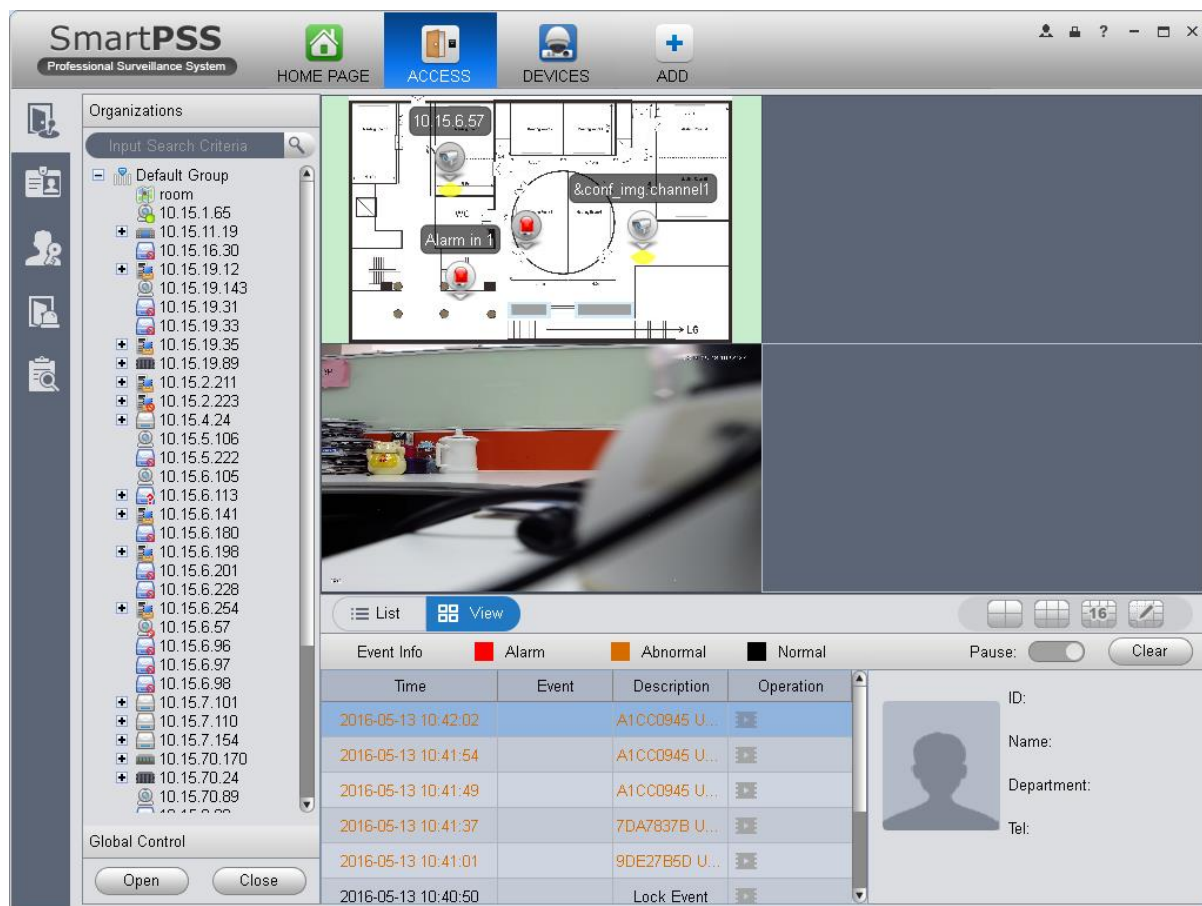 SmartPSS
Professional Surveillance System
HOME PAGE
ACCESS
DEVICES
ADD
?
Organizations
Input Search Criteria
Default Group
room
10.15.1.65
10.15.11.19
10.15.16.30
10.15.19.12
10.15.19.143
10.15.19.31
10.15.19.33
10.15.19.35
10.15.19.89
10.15.2.211
10.15.2.223
10.15.4.24
10.15.5.106
10.15.5.222
10.15.6.105
10.15.6.113
10.15.6.141
10.15.6.180
10.15.6.198
10.15.6.201
10.15.6.228
10.15.6.254
10.15.6.57
10.15.6.96
10.15.6.97
10.15.6.98
10.15.7.101
10.15.7.110
10.15.7.154
10.15.70.170
10.15.70.24
10.15.70.89
Global Control
Open
Close
10.15.6.57
&conf_img.channel1
WC
Alarm in 1
L6
List
View
16
Event Info
Alarm
Abnormal
Normal
Pause:
Clear
Time Event Description Operation
2016-05-13 10:42:02 A1CC0945 U...
2016-05-13 10:41:54 A1CC0945 U...
2016-05-13 10:41:49 A1CC0945 U...
2016-05-13 10:41:37 7DA7837B U...
2016-05-13 10:41:01 9DE27B5D U...
2016-05-13 10:40:50 Lock Event
ID:
Name:
Department:
Tel: